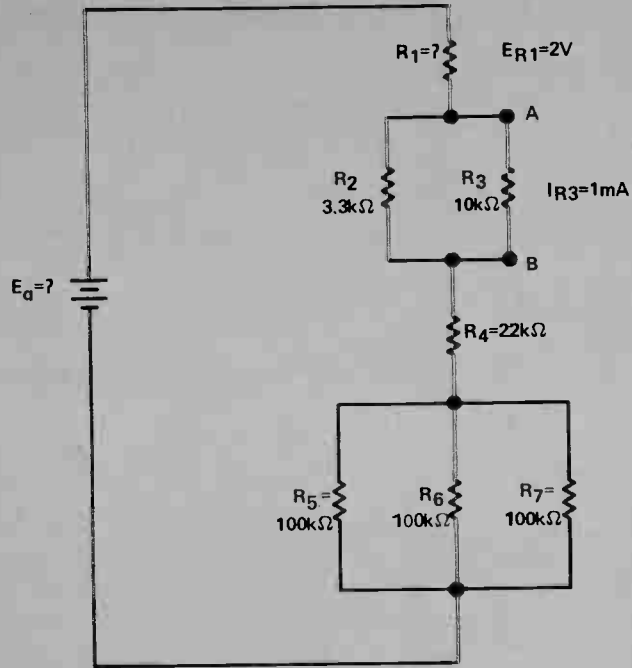 R1=? ER1=2V
A
R2
3.3kΩ
R3
10kΩ
IR3=1mA
B
Ea=?
R4=22kΩ
R5=
100kΩ
R6
100kΩ
R7=
100kΩ